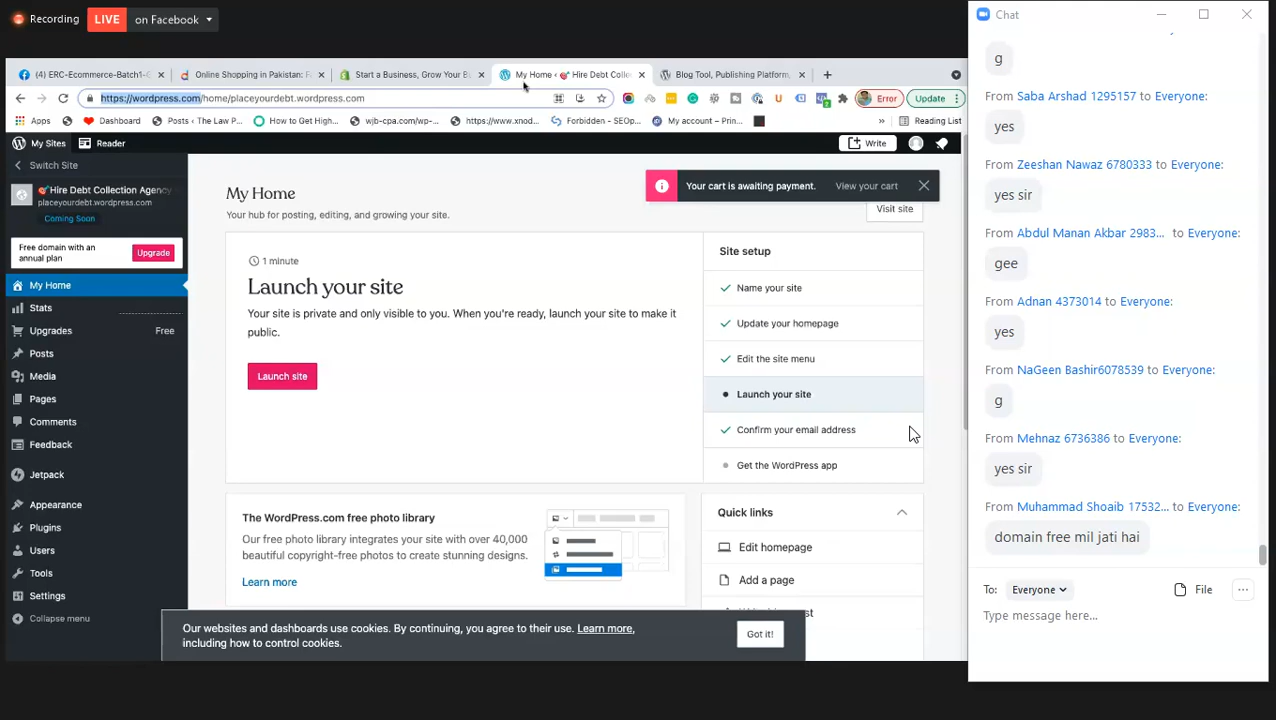 Recording
LIVE on Facebook
(4) ERC-Ecommerce-Batch1-
Online Shopping in Pakistan: F
Start a Business, Grow Your B
My Home ‹ 🎯 Hire Debt Collec
Blog Tool, Publishing Platform,
https://wordpress.com/home/placeyourdebt.wordpress.com
Error
Update
Apps
Dashboard
Posts ‹ The Law P...
How to Get High...
wjb-cpa.com/wp-...
https://www.xnod...
Forbidden – SEOp...
My account – Prin...
»
Reading List
My Sites
Reader
Write
Switch Site
🎯Hire Debt Collection Agency
placeyourdebt.wordpress.com
Coming Soon
Free domain with an
annual plan
Upgrade
My Home
Stats
Upgrades
Free
Posts
Media
Pages
Comments
Feedback
Jetpack
Appearance
Plugins
Users
Tools
Settings
Collapse menu
My Home
Your hub for posting, editing, and growing your site.
Your cart is awaiting payment.
View your cart
Visit site
1 minute
Launch your site
Your site is private and only visible to you. When you're ready, launch your site to make it
public.
Launch site
Site setup
Name your site
Update your homepage
Edit the site menu
Launch your site
Confirm your email address
Get the WordPress app
The WordPress.com free photo library
Our free photo library integrates your site with over 40,000
beautiful copyright-free photos to create stunning designs.
Learn more
Quick links
Edit homepage
Add a page
Our websites and dashboards use cookies. By continuing, you agree to their use. Learn more,
including how to control cookies.
Got it!
Chat
g
From Saba Arshad 1295157 to Everyone:
yes
From Zeeshan Nawaz 6780333 to Everyone:
yes sir
From Abdul Manan Akbar 2983... to Everyone:
gee
From Adnan 4373014 to Everyone:
yes
From NaGeen Bashir6078539 to Everyone:
g
From Mehnaz 6736386 to Everyone:
yes sir
From Muhammad Shoaib 17532... to Everyone:
domain free mil jati hai
To: Everyone
File
...
Type message here...